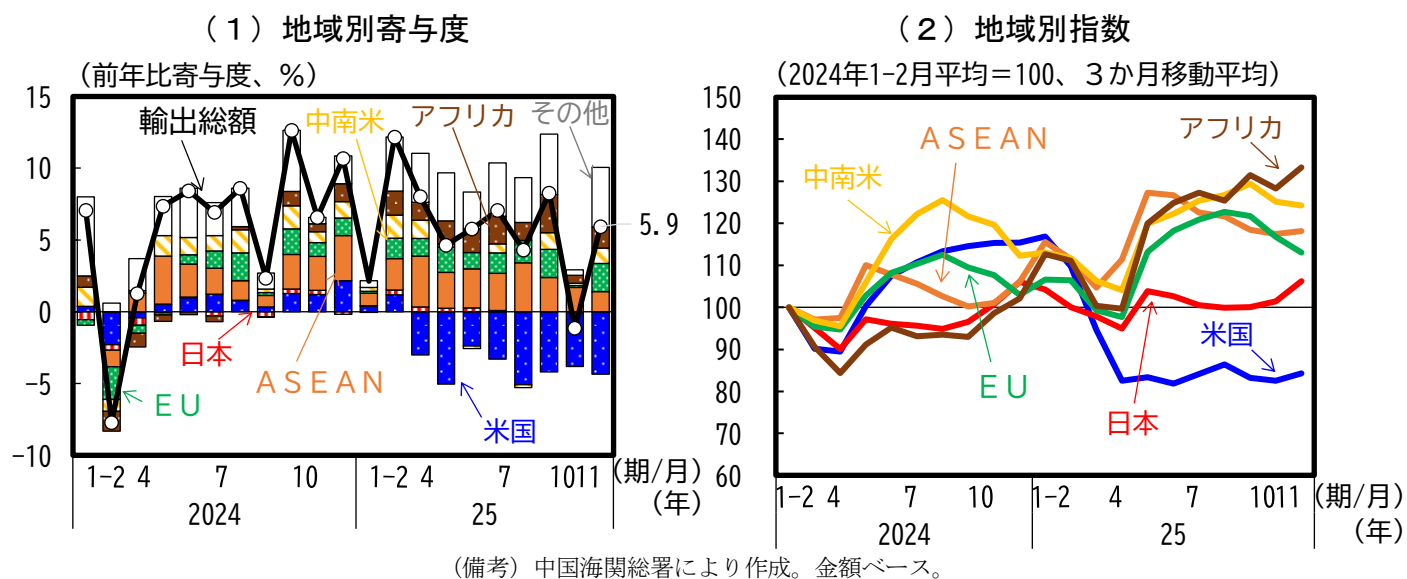 （１）地域別寄与度
（前年比寄与度、％）
15
10
5
0
−5
−10
輸出総額
中南米
アフリカ
その他
5.9
日本
ＡＳＥＡＮ
ＥＵ
米国
1−2 4 7 10 1−2 4 7 1011 （期/月）
2024 25 （年）
（２）地域別指数
（2024年1−2月平均＝100、３か月移動平均）
150
140
130
120
110
100
90
80
70
60
アフリカ
ＡＳＥＡＮ
中南米
米国
ＥＵ
日本
1−2 4 7 10 1−2 4 7 1011 （期/月）
2024 25 （年）
（備考）中国海関総署により作成。金額ベース。